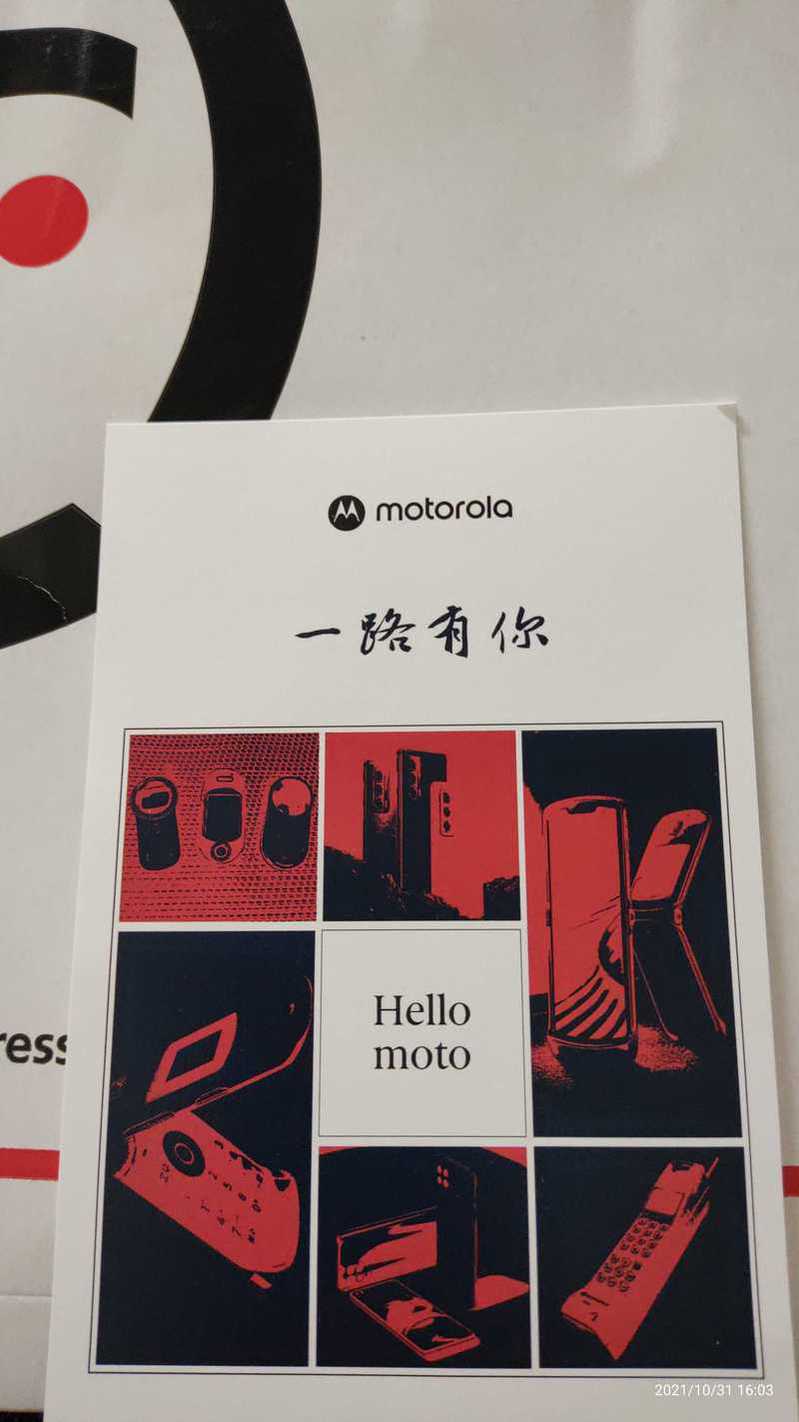 motorola
一路有你
Hello
moto
ress
2021/10/31 16:03